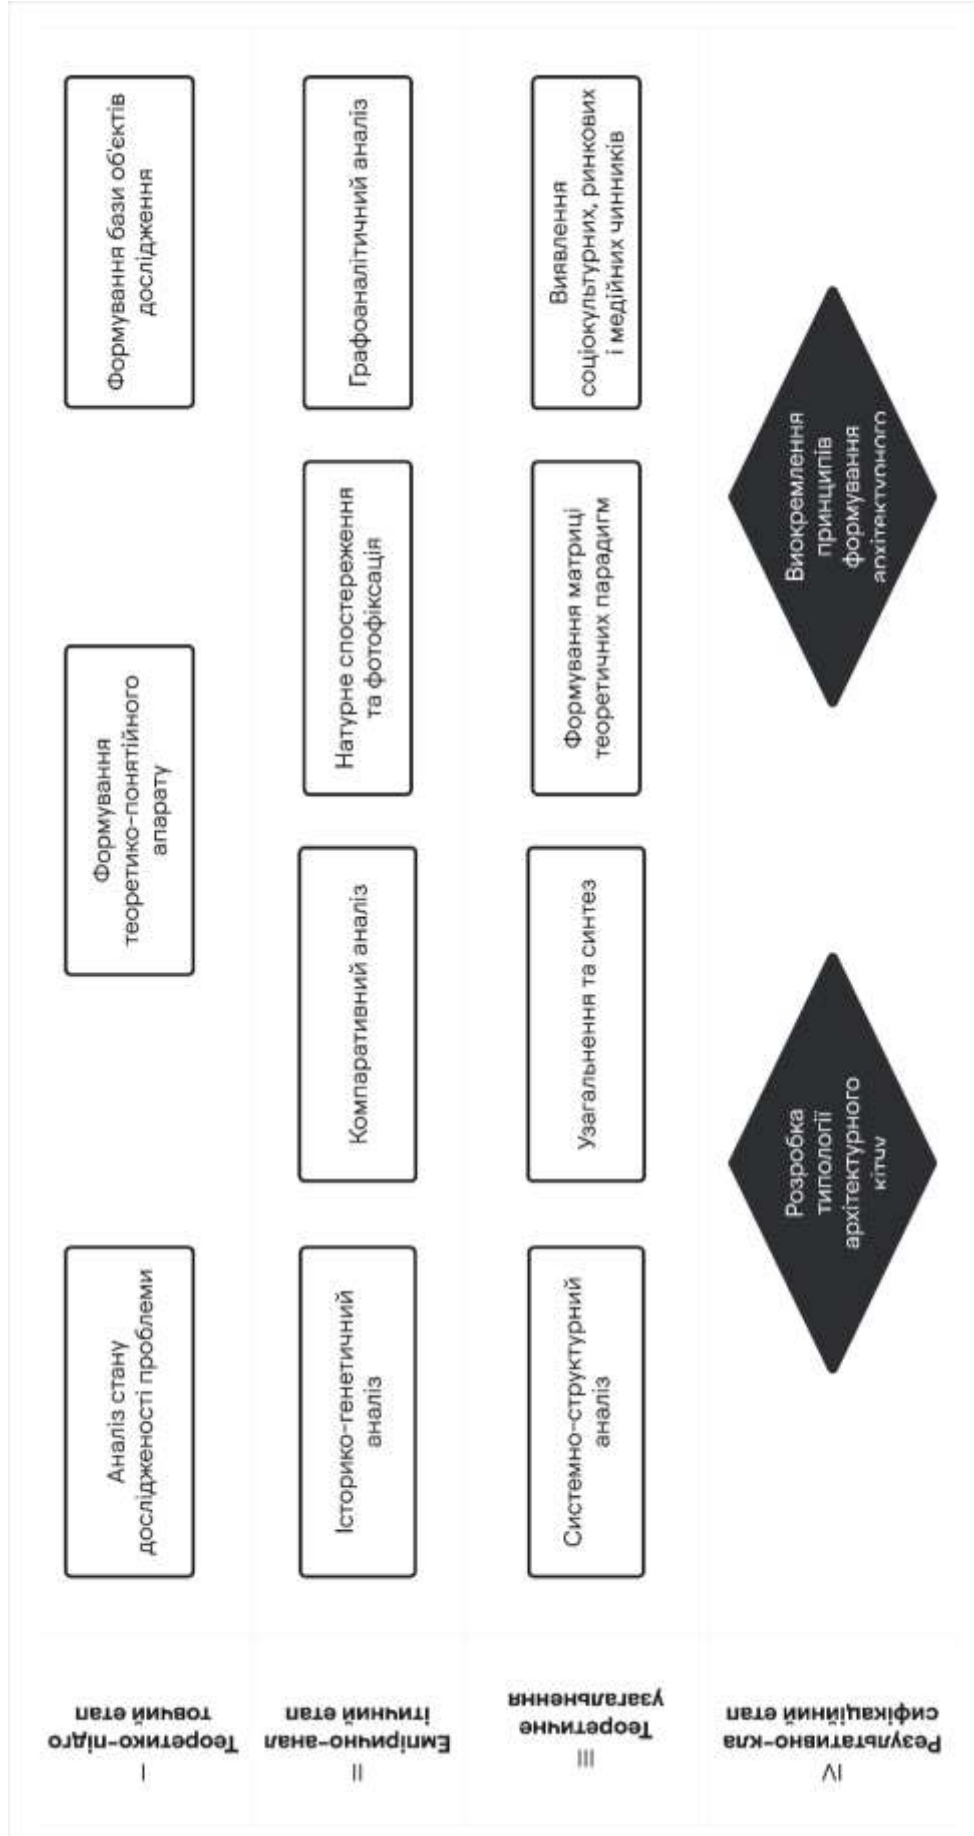 I
Теоретико-підго
товчий етап
Аналіз стану
дослідженості проблеми
Формування
теоретико-понятійного
апарату
Формування бази об'єктів
дослідження
II
Емпірично-анал
ітичний етап
Історико-генетичний
аналіз
Компаративний аналіз
Натурне спостереження
та фотофіксація
Графоаналітичний аналіз
III
Теоретичне
узагальнення
Системно-структурний
аналіз
Узагальнення та синтез
Формування матриці
теоретичних парадигм
Виявлення
соціокультурних, ринкових
і медійних чинників
IV
Результативно-кла
сифікаційний етап
Розробка
типології
архітектурного
кітчу
Виокремлення
принципів
формування
архітектурного